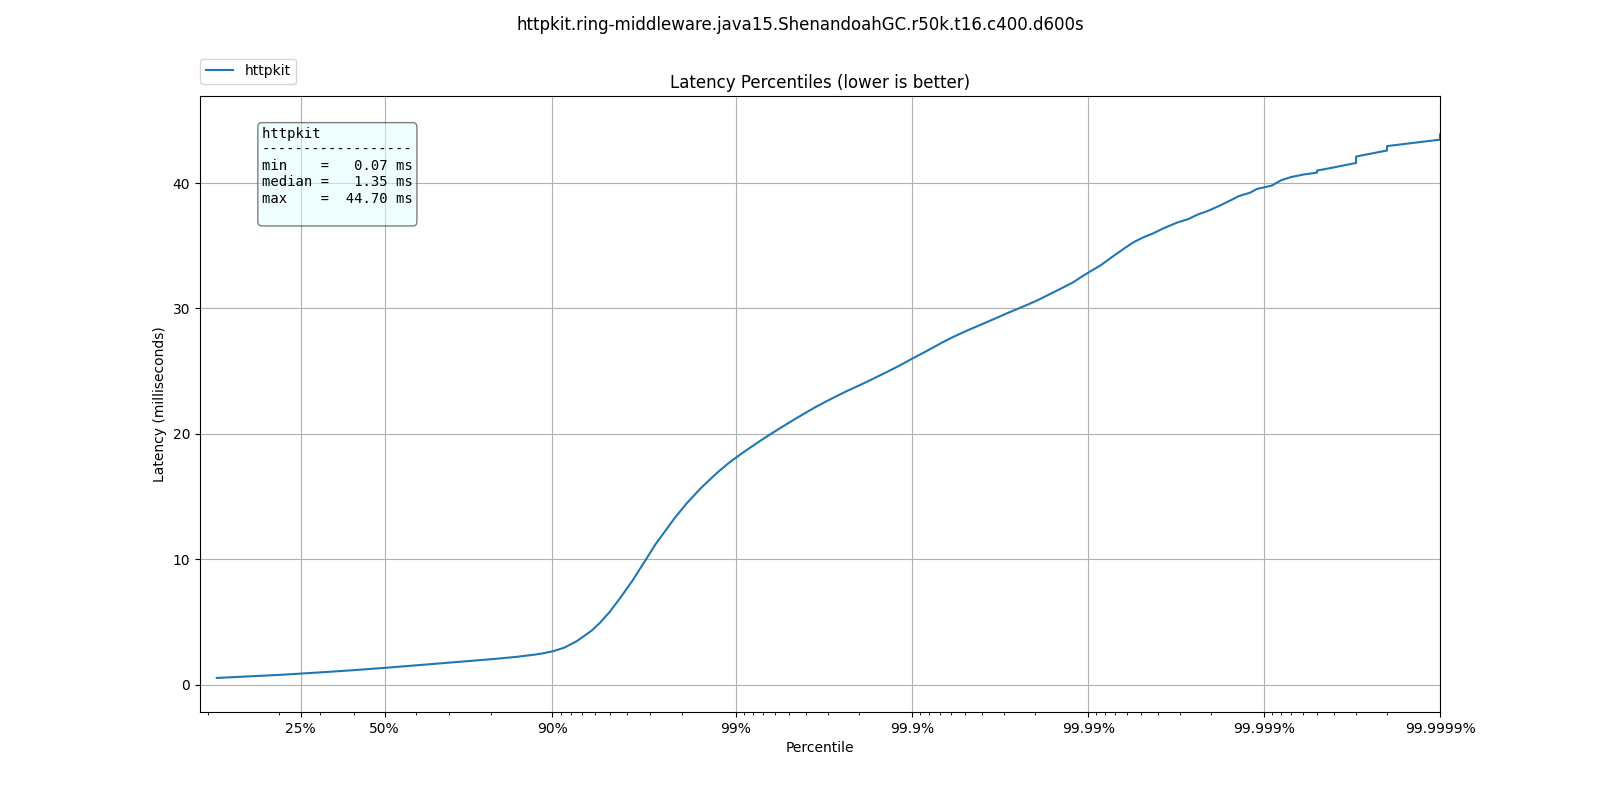 httpkit.ring-middleware.java15.ShenandoahGC.r50k.t16.c400.d600s
httpkit
Latency Percentiles (lower is better)
httpkit
------------------
min    =   0.07 ms
median =   1.35 ms
max    =  44.70 ms
40
30
20
10
0
Latency (milliseconds)
25% 50% 90% 99% 99.9% 99.99% 99.999% 99.9999%
Percentile